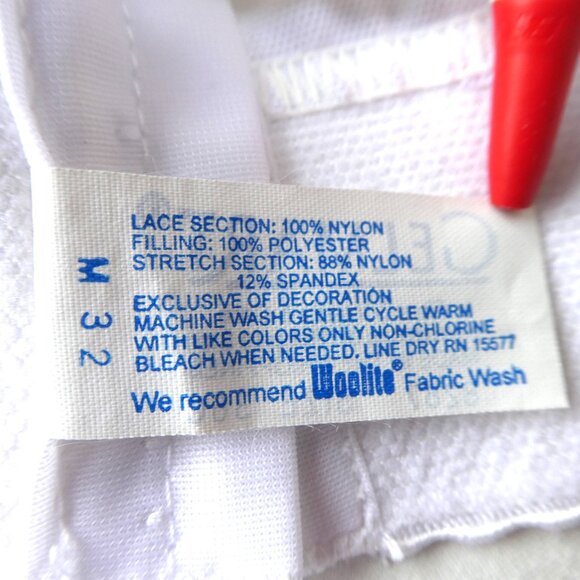 LACE SECTION: 100% NYLON
FILLING: 100% POLYESTER
STRETCH SECTION: 88% NYLON
12% SPANDEX
EXCLUSIVE OF DECORATION
MACHINE WASH GENTLE CYCLE WARM
WITH LIKE COLORS ONLY NON-CHLORINE
BLEACH WHEN NEEDED. LINE DRY RN 15577
We recommend Woolite® Fabric Wash
M 32